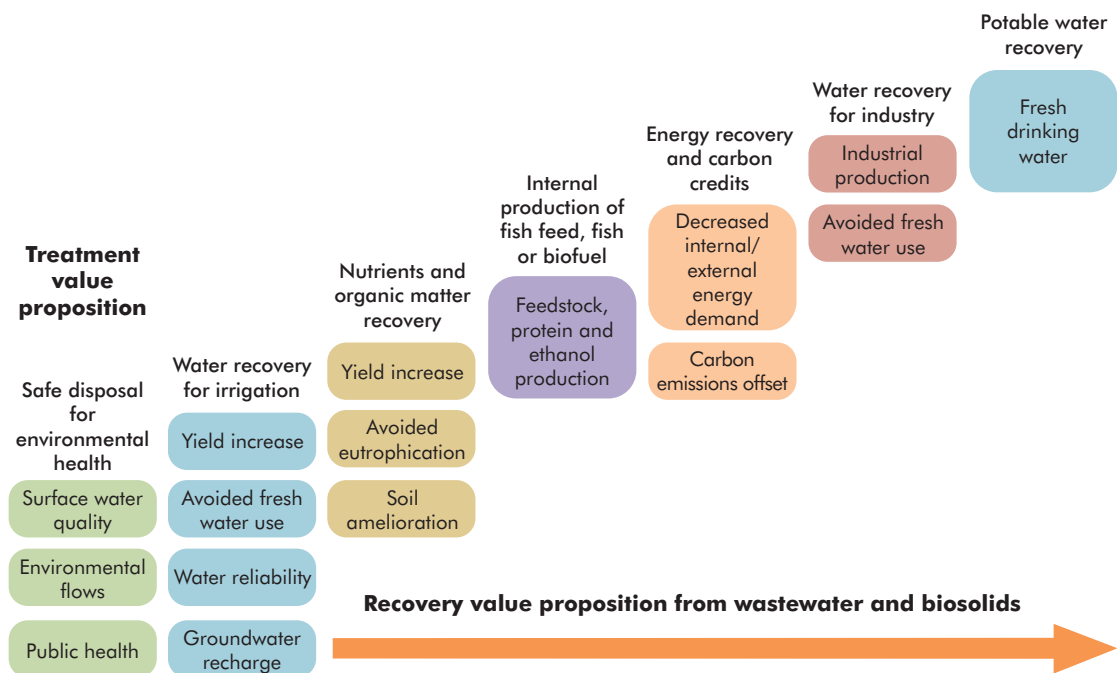 Treatment
value
proposition
Safe disposal
for
environmental
health
Surface water
quality
Environmental
flows
Public health
Water recovery
for irrigation
Yield increase
Avoided fresh
water use
Water reliability
Groundwater
recharge
Nutrients and
organic matter
recovery
Yield increase
Avoided
eutrophication
Soil
amelioration
Internal
production of
fish feed, fish
or biofuel
Feedstock,
protein and
ethanol
production
Energy recovery
and carbon
credits
Decreased
internal/
external
energy
demand
Carbon
emissions offset
Water recovery
for industry
Industrial
production
Avoided fresh
water use
Potable water
recovery
Fresh
drinking
water
Recovery value proposition from wastewater and biosolids